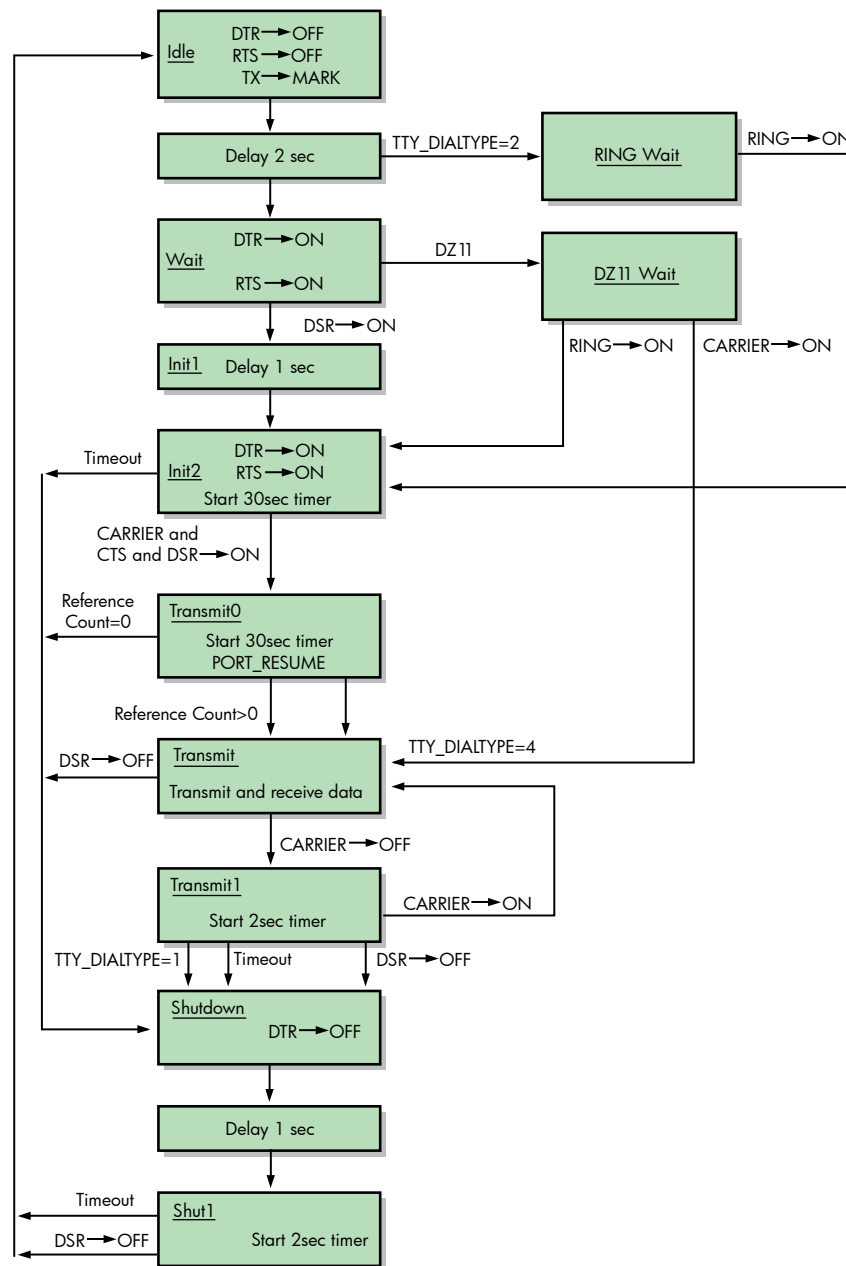 DTR→OFF
Idle RTS→OFF
TX→MARK
Delay 2 sec
TTY_DIALTYPE=2
RING Wait
RING→ON
DTR→ON
Wait
RTS→ON
DZ11
DZ11 Wait
DSR→ON
RING→ON
CARRIER→ON
Init1 Delay 1 sec
Timeout
DTR→ON
Init2 RTS→ON
Start 30sec timer
CARRIER and
CTS and DSR→ON
Reference
Count=0
Transmit0
Start 30sec timer
PORT_RESUME
Reference Count>0
DSR→OFF
Transmit
Transmit and receive data
TTY_DIALTYPE=4
CARRIER→OFF
Transmit1
Start 2sec timer
CARRIER→ON
TTY_DIALTYPE=1
Timeout
DSR→OFF
Shutdown
DTR→OFF
Delay 1 sec
Timeout
DSR→OFF
Shut1
Start 2sec timer